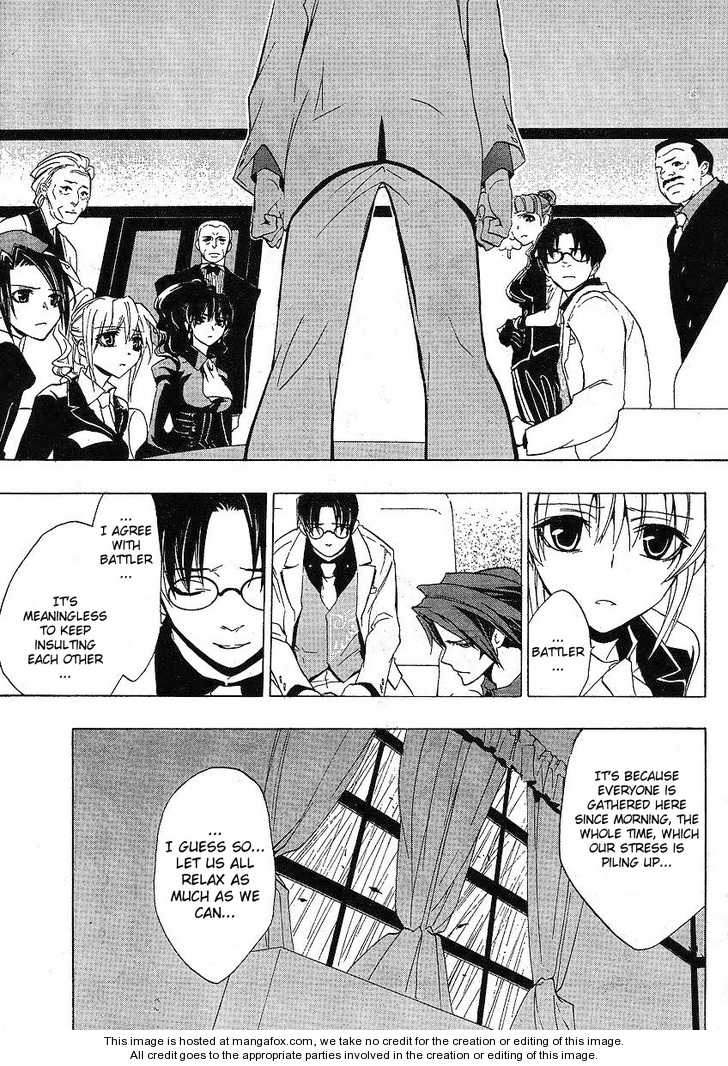 ...
BATTLER
...
...
I AGREE
WITH
BATTLER
...
IT'S
MEANINGLESS
TO KEEP
INSULTING
EACH OTHER
...
IT'S BECAUSE
EVERYONE IS
GATHERED HERE
SINCE MORNING, THE
WHOLE TIME, WHICH
OUR STRESS IS
PILING UP...
...
I GUESS SO...
LET US ALL
RELAX AS
MUCH AS WE
CAN...
This image is hosted at mangafox.com, we take no credit for the creation or editing of this image.
All credit goes to the appropriate parties involved in the creation or editing of this image.